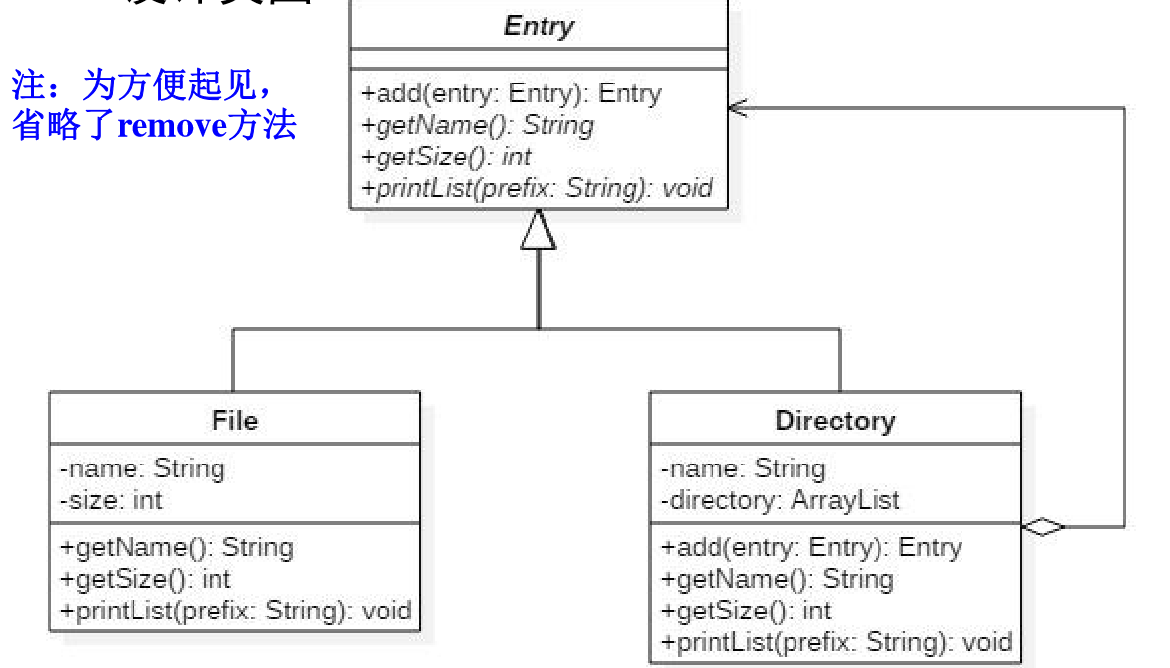 Entry
注：为方便起见，
省略了remove方法
+add(entry: Entry): Entry
+getName(): String
+getSize(): int
+printList(prefix: String): void
File
-name: String
-size: int
+getName(): String
+getSize(): int
+printList(prefix: String): void
Directory
-name: String
-directory: ArrayList
+add(entry: Entry): Entry
+getName(): String
+getSize(): int
+printList(prefix: String): void